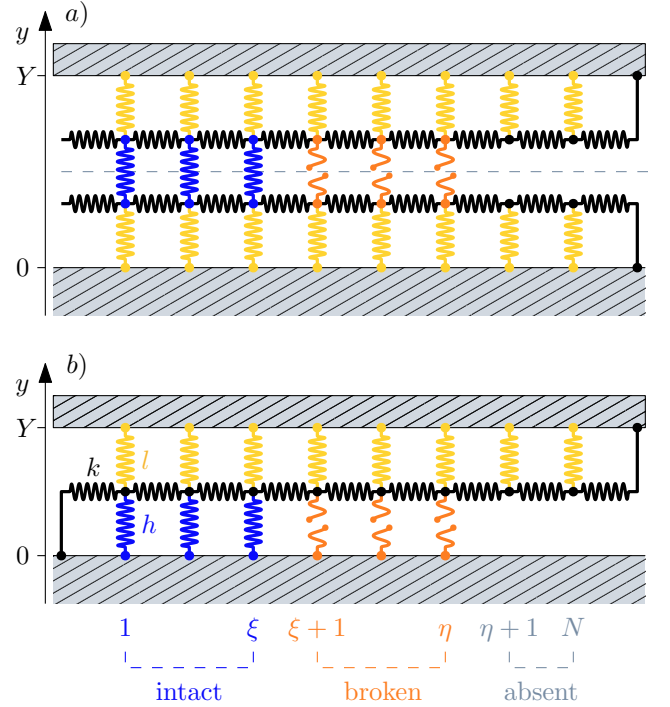 y
a)
Y
0
y
b)
Y
k l
h
0
1 ξ ξ + 1 η η + 1 N
intact broken absent